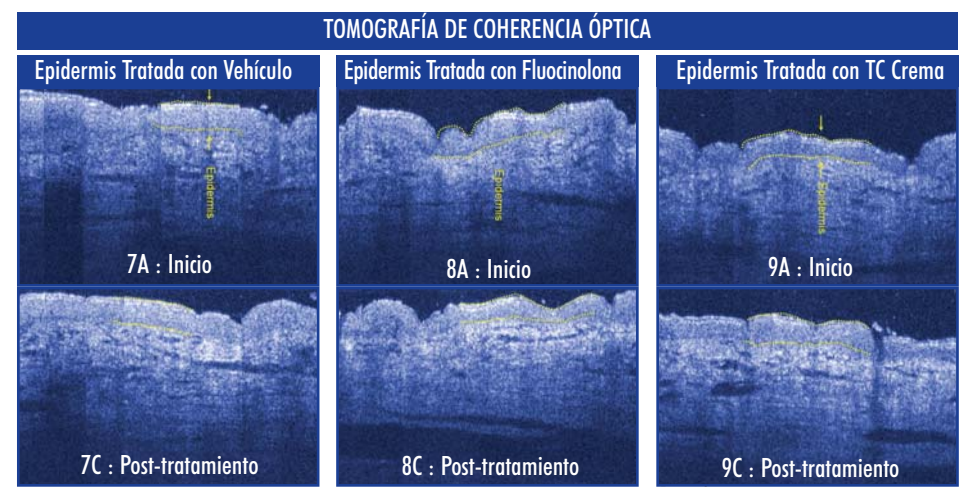 TOMOGRAFÍA DE COHERENCIA ÓPTICA
Epidermis Tratada con Vehículo
Epidermis Tratada con Fluocinolona
Epidermis Tratada con TC Crema
Epidermis
Epidermis
Epidermis
7A : Inicio
8A : Inicio
9A : Inicio
7C : Post-tratamiento
8C : Post-tratamiento
9C : Post-tratamiento